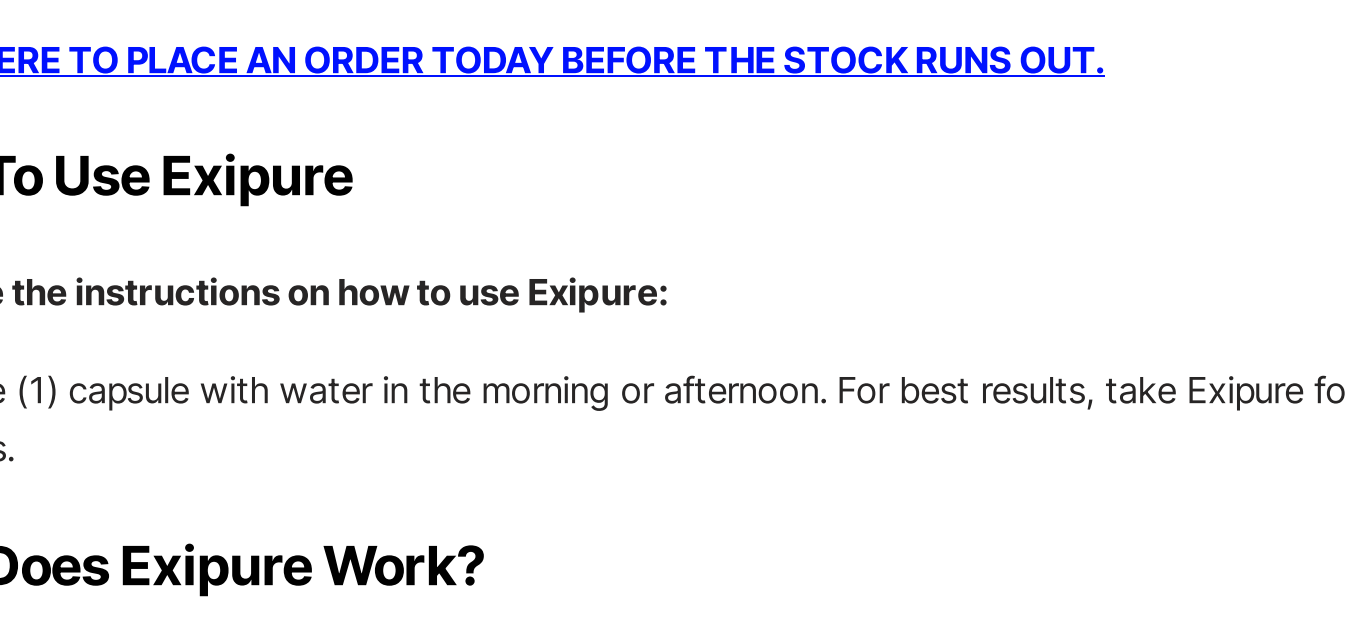 ERE TO PLACE AN ORDER TODAY BEFORE THE STOCK RUNS OUT.
To Use Exipure
e the instructions on how to use Exipure:
e (1) capsule with water in the morning or afternoon. For best results, take Exipure fo
s.
Does Exipure Work?